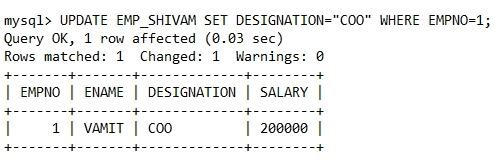 mysql> UPDATE EMP_SHIVAM SET DESIGNATION="COO" WHERE EMPNO=1;
Query OK, 1 row affected (0.03 sec)
Rows matched: 1  Changed: 1  Warnings: 0
+-------+-------+-------------+--------+
| EMPNO | ENAME | DESIGNATION | SALARY |
+-------+-------+-------------+--------+
|     1 | VAMIT | COO         | 200000 |
+-------+-------+-------------+--------+